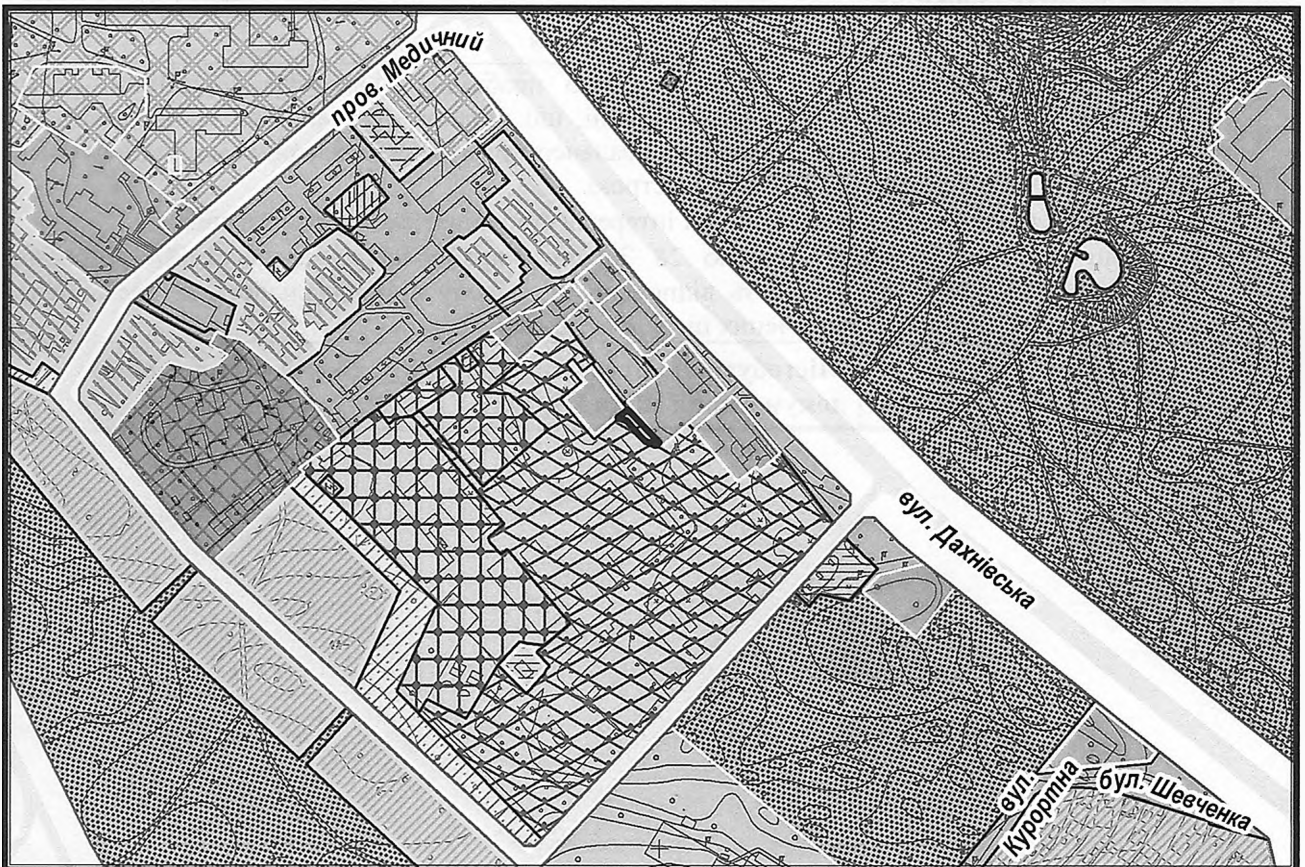 пров. Медичний
вул. Дахнівська
вул.
Курортна
бул. Шевченка